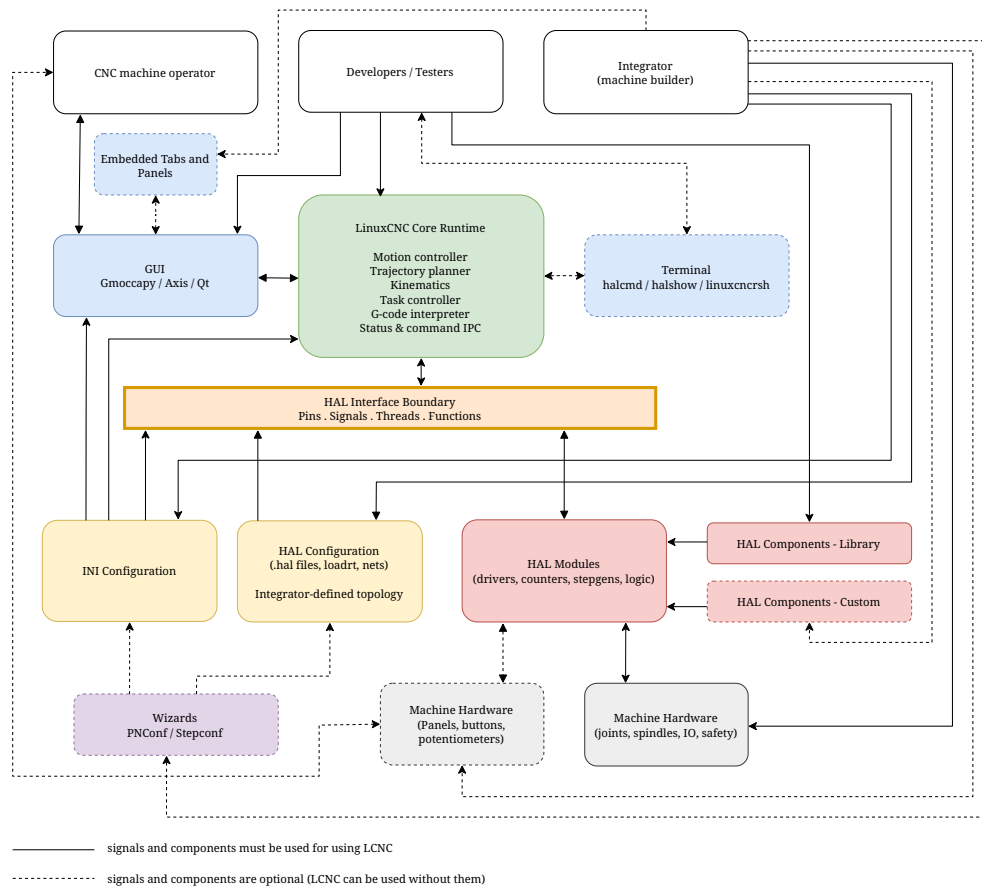 CNC machine operator
Developers / Testers
Integrator
(machine builder)
Embedded Tabs and
Panels
LinuxCNC Core Runtime
Motion controller
Trajectory planner
Kinematics
Task controller
G-code interpreter
Status & command IPC
GUI
Gmoccapy / Axis / Qt
Terminal
halcmd / halshow / linuxcncrsh
HAL Interface Boundary
Pins . Signals . Threads . Functions
INI Configuration
HAL Configuration
(.hal files, loadrt, nets)
Integrator-defined topology
HAL Modules
(drivers, counters, stepgens, logic)
HAL Components - Library
HAL Components - Custom
Wizards
PNConf / Stepconf
Machine Hardware
(Panels, buttons,
potentiometers)
Machine Hardware
(joints, spindles, IO, safety)
signals and components must be used for using LCNC
signals and components are optional (LCNC can be used without them)